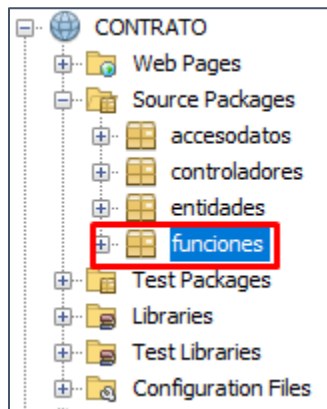 CONTRATO
Web Pages
Source Packages
accesodatos
controladores
entidades
funciones
Test Packages
Libraries
Test Libraries
Configuration Files